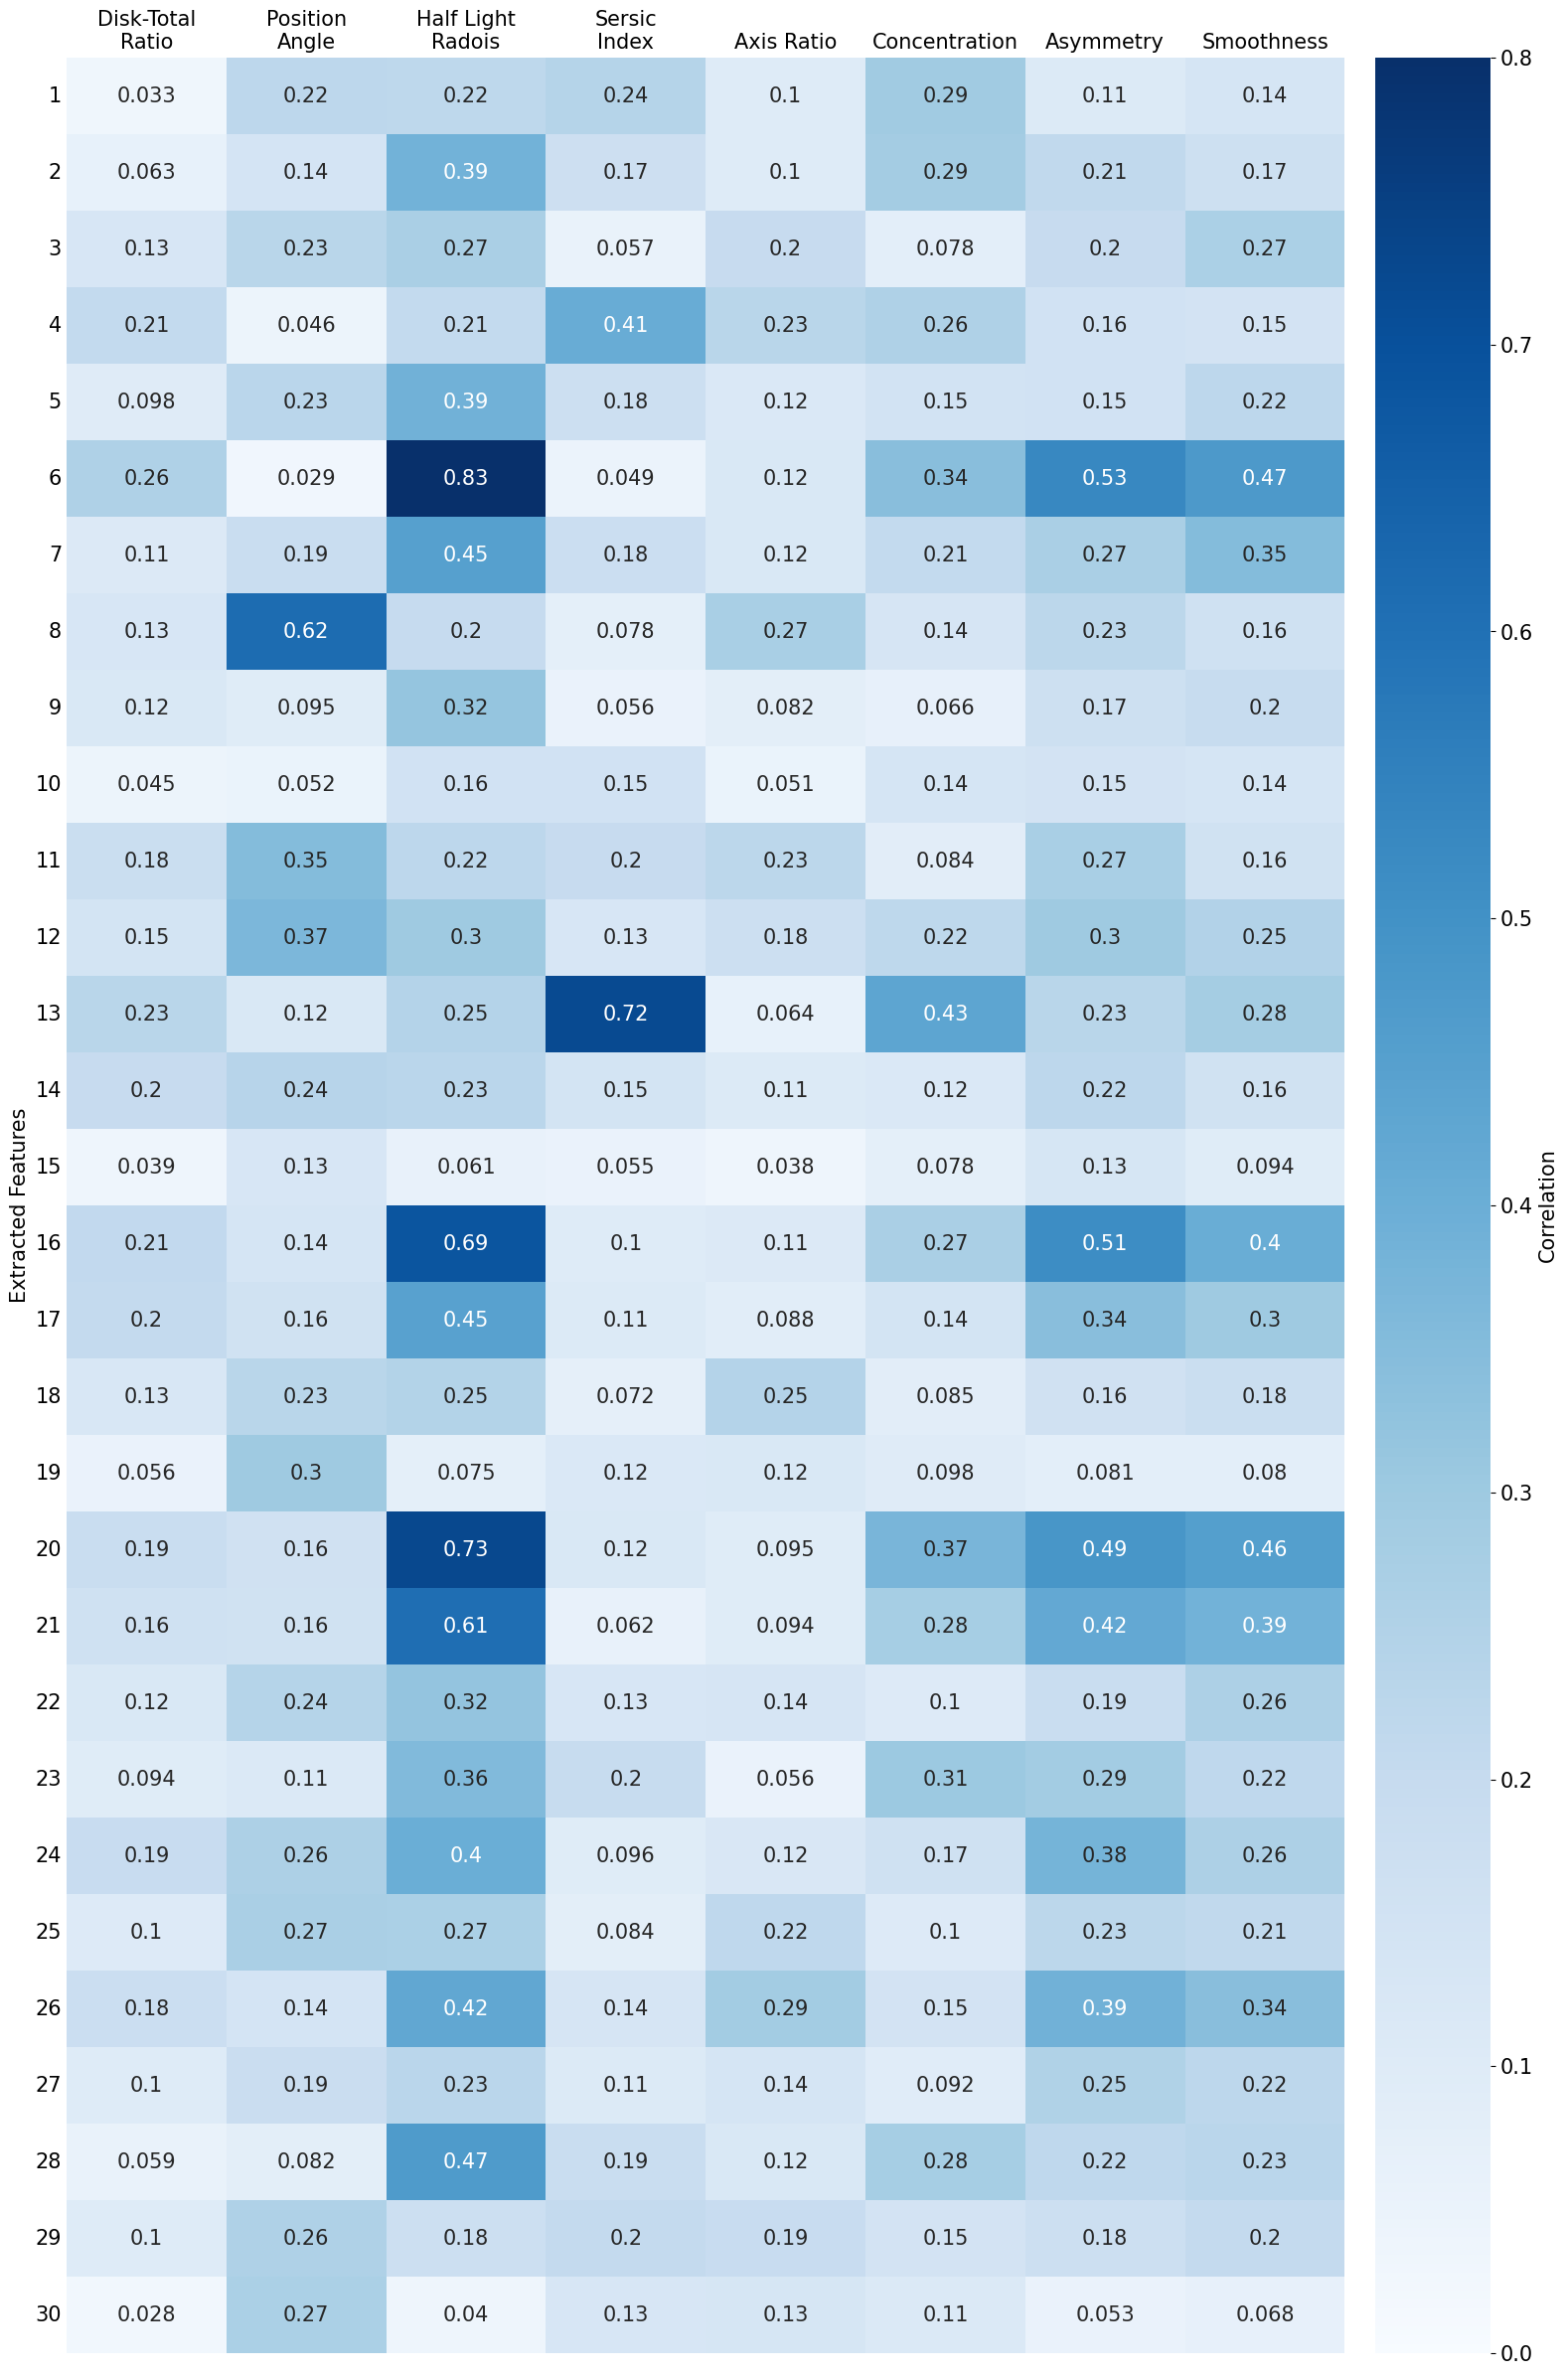 Disk-Total Ratio Position Angle Half Light Radois Sersic Index Axis Ratio Concentration Asymmetry Smoothness
1 0.033 0.22 0.22 0.24 0.1 0.29 0.11 0.14
2 0.063 0.14 0.39 0.17 0.1 0.29 0.21 0.17
3 0.13 0.23 0.27 0.057 0.2 0.078 0.2 0.27
4 0.21 0.046 0.21 0.41 0.23 0.26 0.16 0.15
5 0.098 0.23 0.39 0.18 0.12 0.15 0.15 0.22
6 0.26 0.029 0.83 0.049 0.12 0.34 0.53 0.47
7 0.11 0.19 0.45 0.18 0.12 0.21 0.27 0.35
8 0.13 0.62 0.2 0.078 0.27 0.14 0.23 0.16
9 0.12 0.095 0.32 0.056 0.082 0.066 0.17 0.2
10 0.045 0.052 0.16 0.15 0.051 0.14 0.15 0.14
11 0.18 0.35 0.22 0.2 0.23 0.084 0.27 0.16
12 0.15 0.37 0.3 0.13 0.18 0.22 0.3 0.25
13 0.23 0.12 0.25 0.72 0.064 0.43 0.23 0.28
14 0.2 0.24 0.23 0.15 0.11 0.12 0.22 0.16
15 0.039 0.13 0.061 0.055 0.038 0.078 0.13 0.094
16 0.21 0.14 0.69 0.1 0.11 0.27 0.51 0.4
17 0.2 0.16 0.45 0.11 0.088 0.14 0.34 0.3
18 0.13 0.23 0.25 0.072 0.25 0.085 0.16 0.18
19 0.056 0.3 0.075 0.12 0.12 0.098 0.081 0.08
20 0.19 0.16 0.73 0.12 0.095 0.37 0.49 0.46
21 0.16 0.16 0.61 0.062 0.094 0.28 0.42 0.39
22 0.12 0.24 0.32 0.13 0.14 0.1 0.19 0.26
23 0.094 0.11 0.36 0.2 0.056 0.31 0.29 0.22
24 0.19 0.26 0.4 0.096 0.12 0.17 0.38 0.26
25 0.1 0.27 0.27 0.084 0.22 0.1 0.23 0.21
26 0.18 0.14 0.42 0.14 0.29 0.15 0.39 0.34
27 0.1 0.19 0.23 0.11 0.14 0.092 0.25 0.22
28 0.059 0.082 0.47 0.19 0.12 0.28 0.22 0.23
29 0.1 0.26 0.18 0.2 0.19 0.15 0.18 0.2
30 0.028 0.27 0.04 0.13 0.13 0.11 0.053 0.068
Extracted Features
0.8
0.7
0.6
0.5
0.4
0.3
0.2
0.1
0.0
Correlation